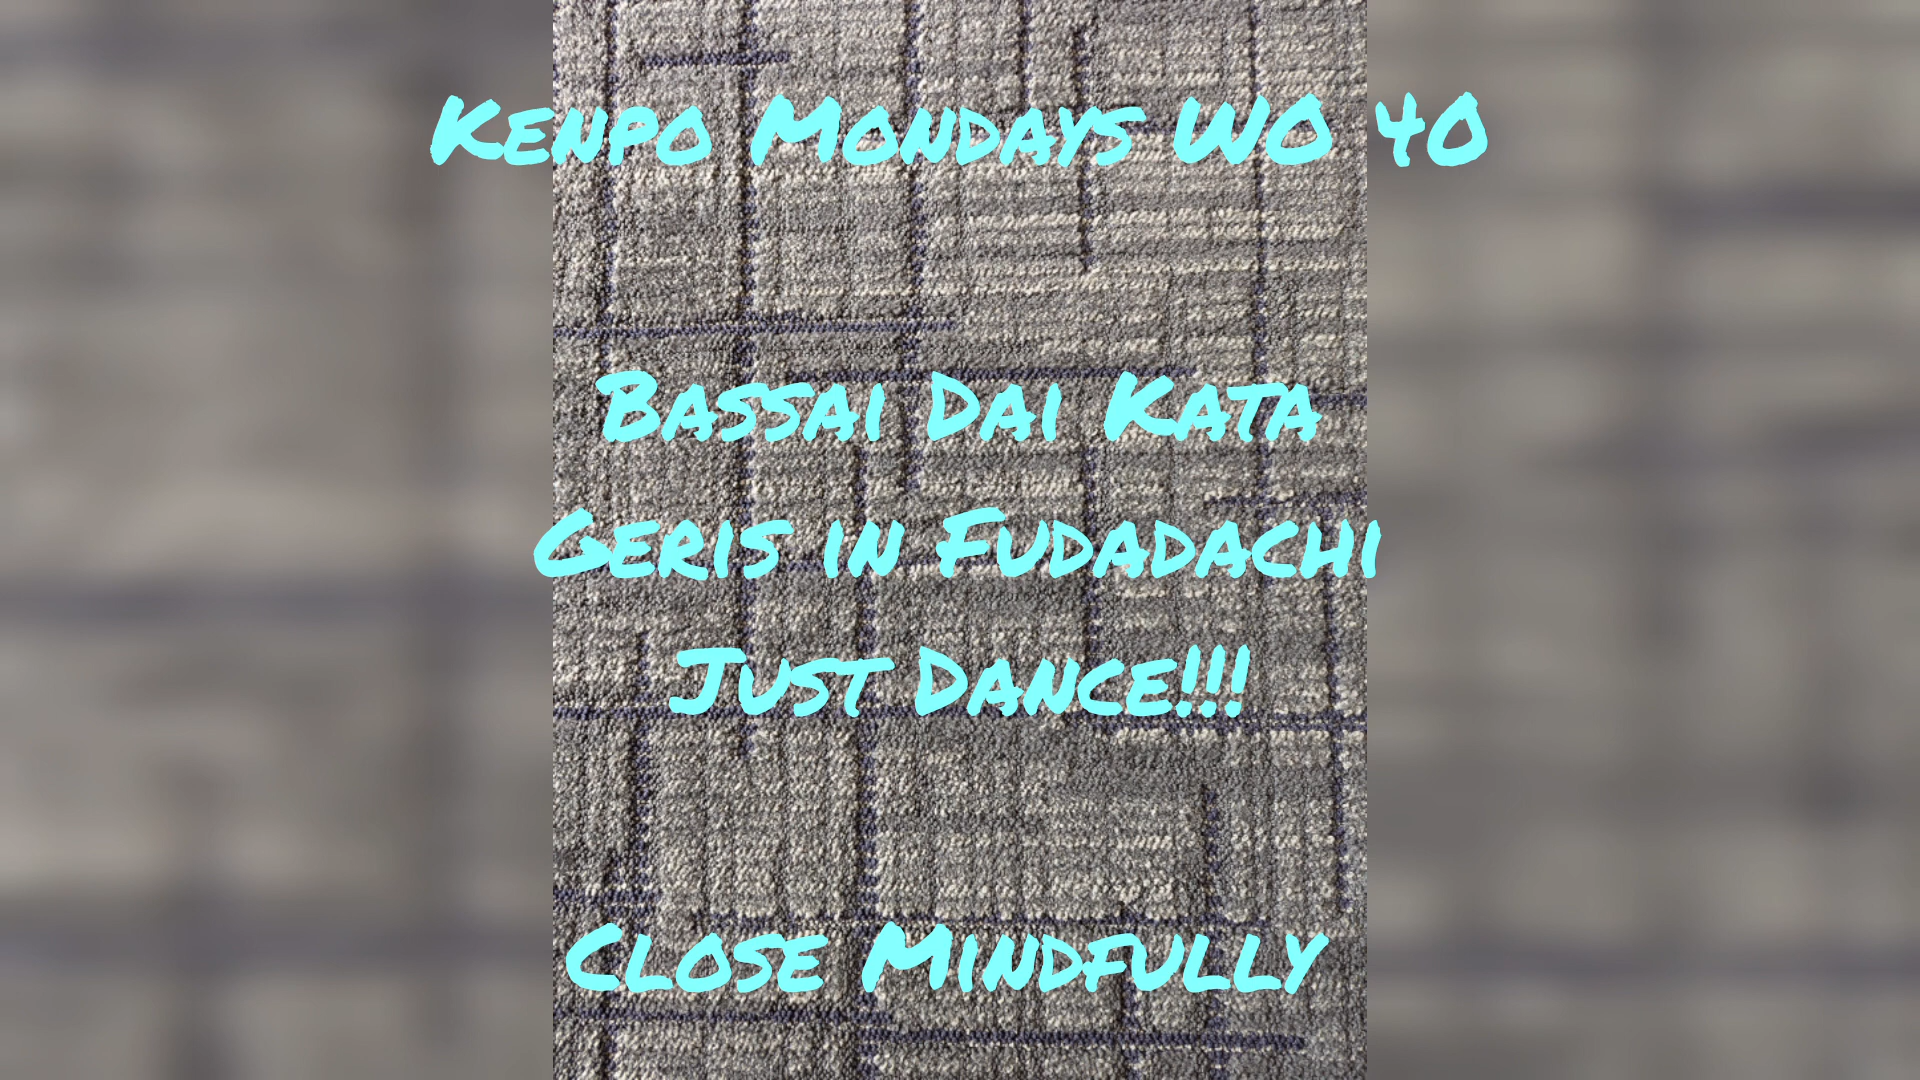 Kenpo Mondays WO 40
Bassai Dai Kata
Geris in Fudadachi
Just Dance!!!
Close Mindfully